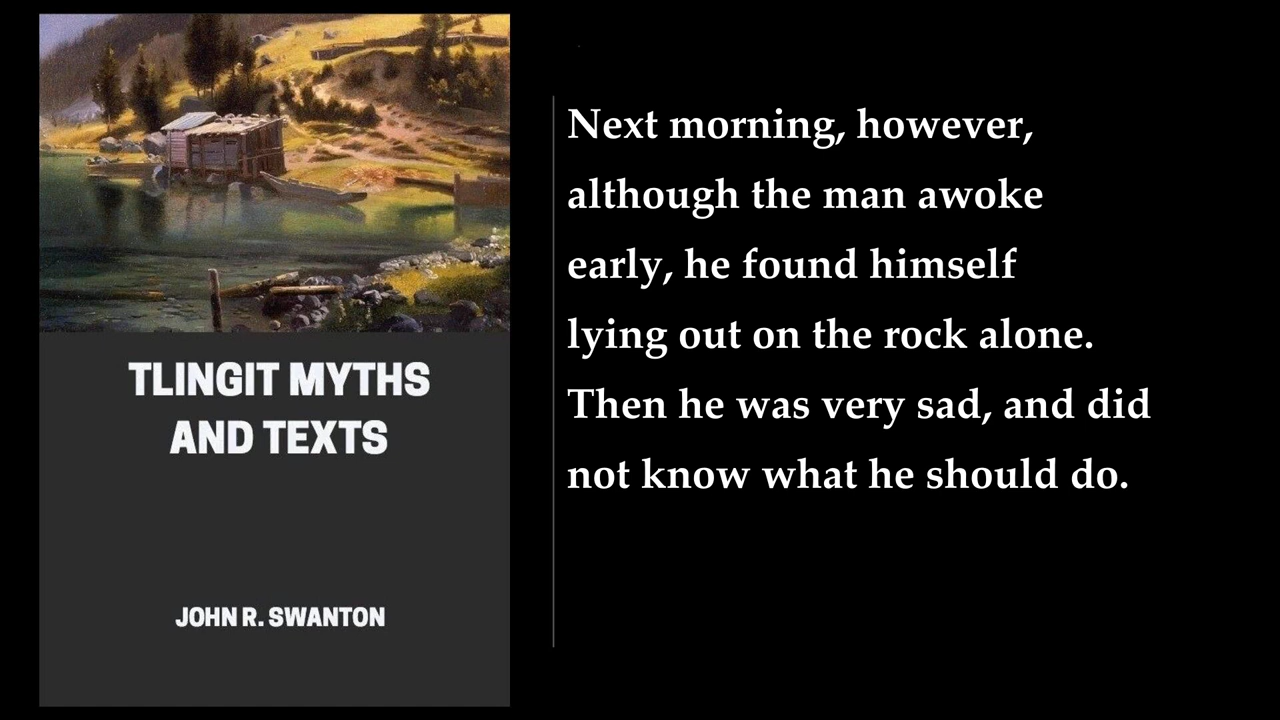 TLINGIT MYTHS
AND TEXTS
JOHN R. SWANTON
Next morning, however,
although the man awoke
early, he found himself
lying out on the rock alone.
Then he was very sad, and did
not know what he should do.